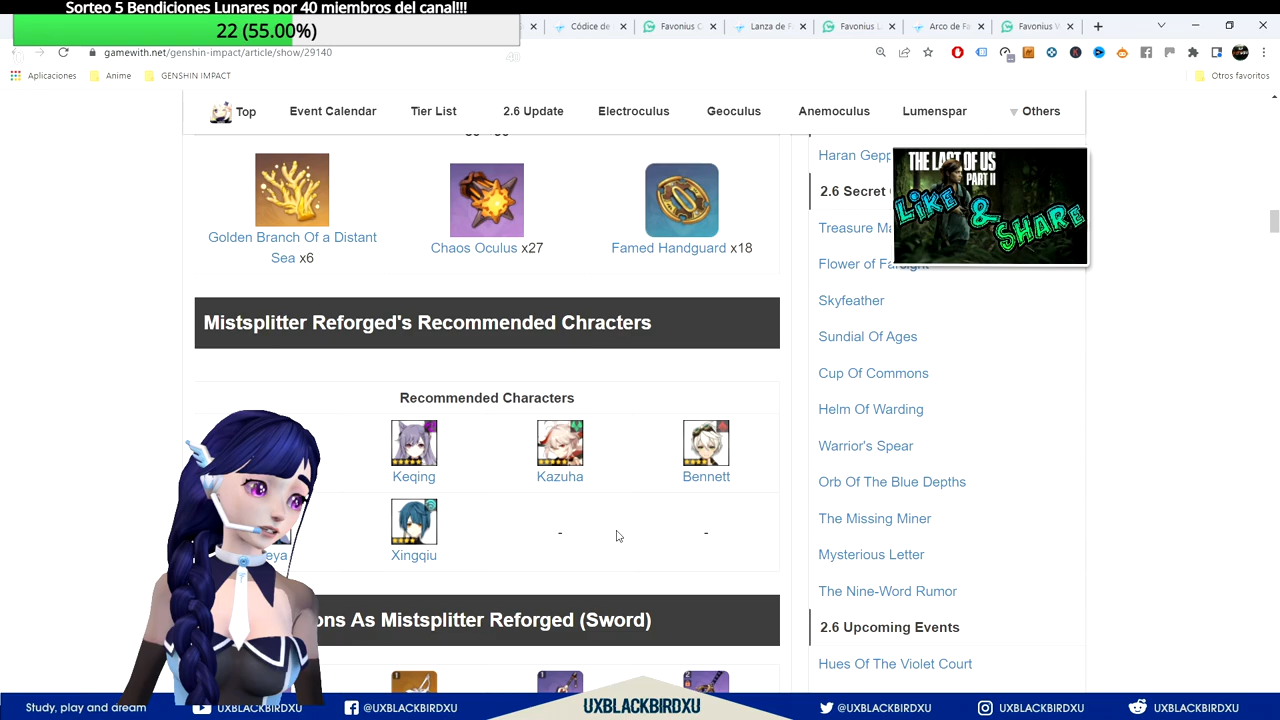 Sorteo 5 Bendiciones Lunares por 40 miembros del canal!!!
22 (55.00%)
40
Códice de
Favonius C
Lanza de F
Favonius L
Arco de Fa
Favonius V
gamewith.net/genshin-impact/article/show/29140
Aplicaciones
Anime
GENSHIN IMPACT
Otros favoritos
Top
Event Calendar
Tier List
2.6 Update
Electroculus
Geoculus
Anemoculus
Lumenspar
Others
Golden Branch Of a Distant
Sea x6
Chaos Oculus x27
Famed Handguard x18
Mistsplitter Reforged's Recommended Chracters
Recommended Characters
Keqing
Kazuha
Bennett
eya
Xingqiu
-
-
ons As Mistsplitter Reforged (Sword)
Haran Gepp
2.6 Secret
Treasure Ma
Flower of Farsight
Skyfeather
Sundial Of Ages
Cup Of Commons
Helm Of Warding
Warrior's Spear
Orb Of The Blue Depths
The Missing Miner
Mysterious Letter
The Nine-Word Rumor
2.6 Upcoming Events
Hues Of The Violet Court
THE LAST OF US
PART II
LIKE
&
SHARE
Study, play and dream
UXBLACKBIRDXU
@UXBLACKBIRDXU
UXBLACKBIRDXU
@UXBLACKBIRDXU
UXBLACKBIRDXU
UXBLACKBIRDXU